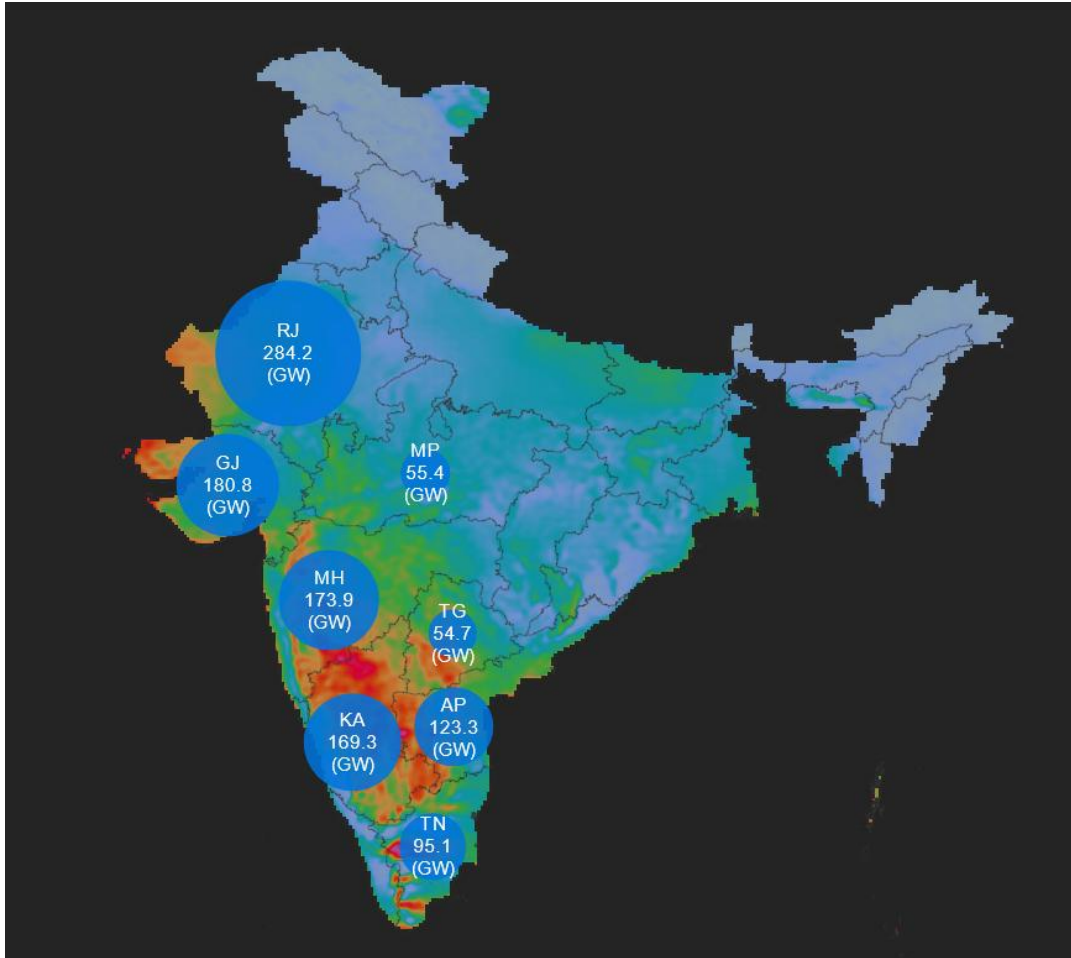 RJ
284.2
(GW)
GJ
180.8
(GW)
MP
55.4
(GW)
MH
173.9
(GW)
TG
54.7
(GW)
KA
169.3
(GW)
AP
123.3
(GW)
TN
95.1
(GW)